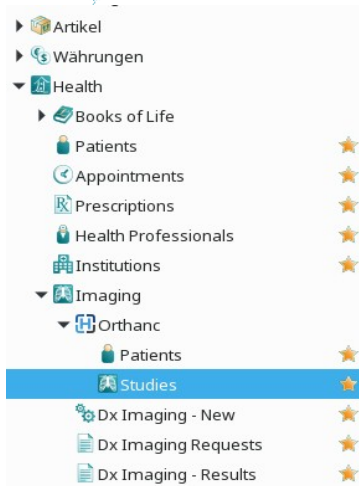 Artikel
Währungen
Health
Books of Life
Patients
Appointments
Prescriptions
Health Professionals
Institutions
Imaging
Orthanc
Patients
Studies
Dx Imaging - New
Dx Imaging Requests
Dx Imaging - Results